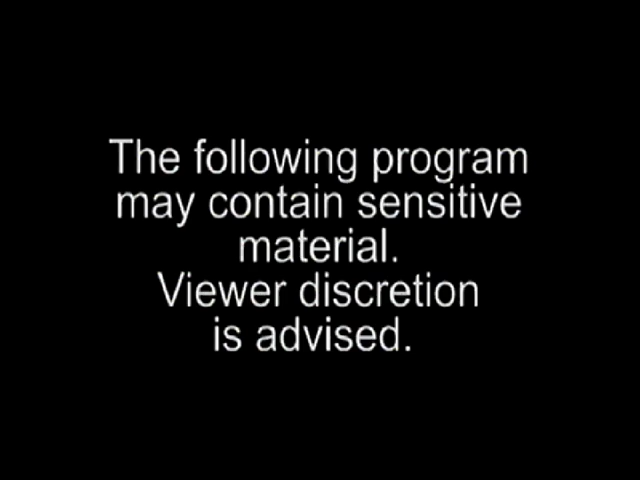 The following program
may contain sensitive
material.
Viewer discretion
is advised.